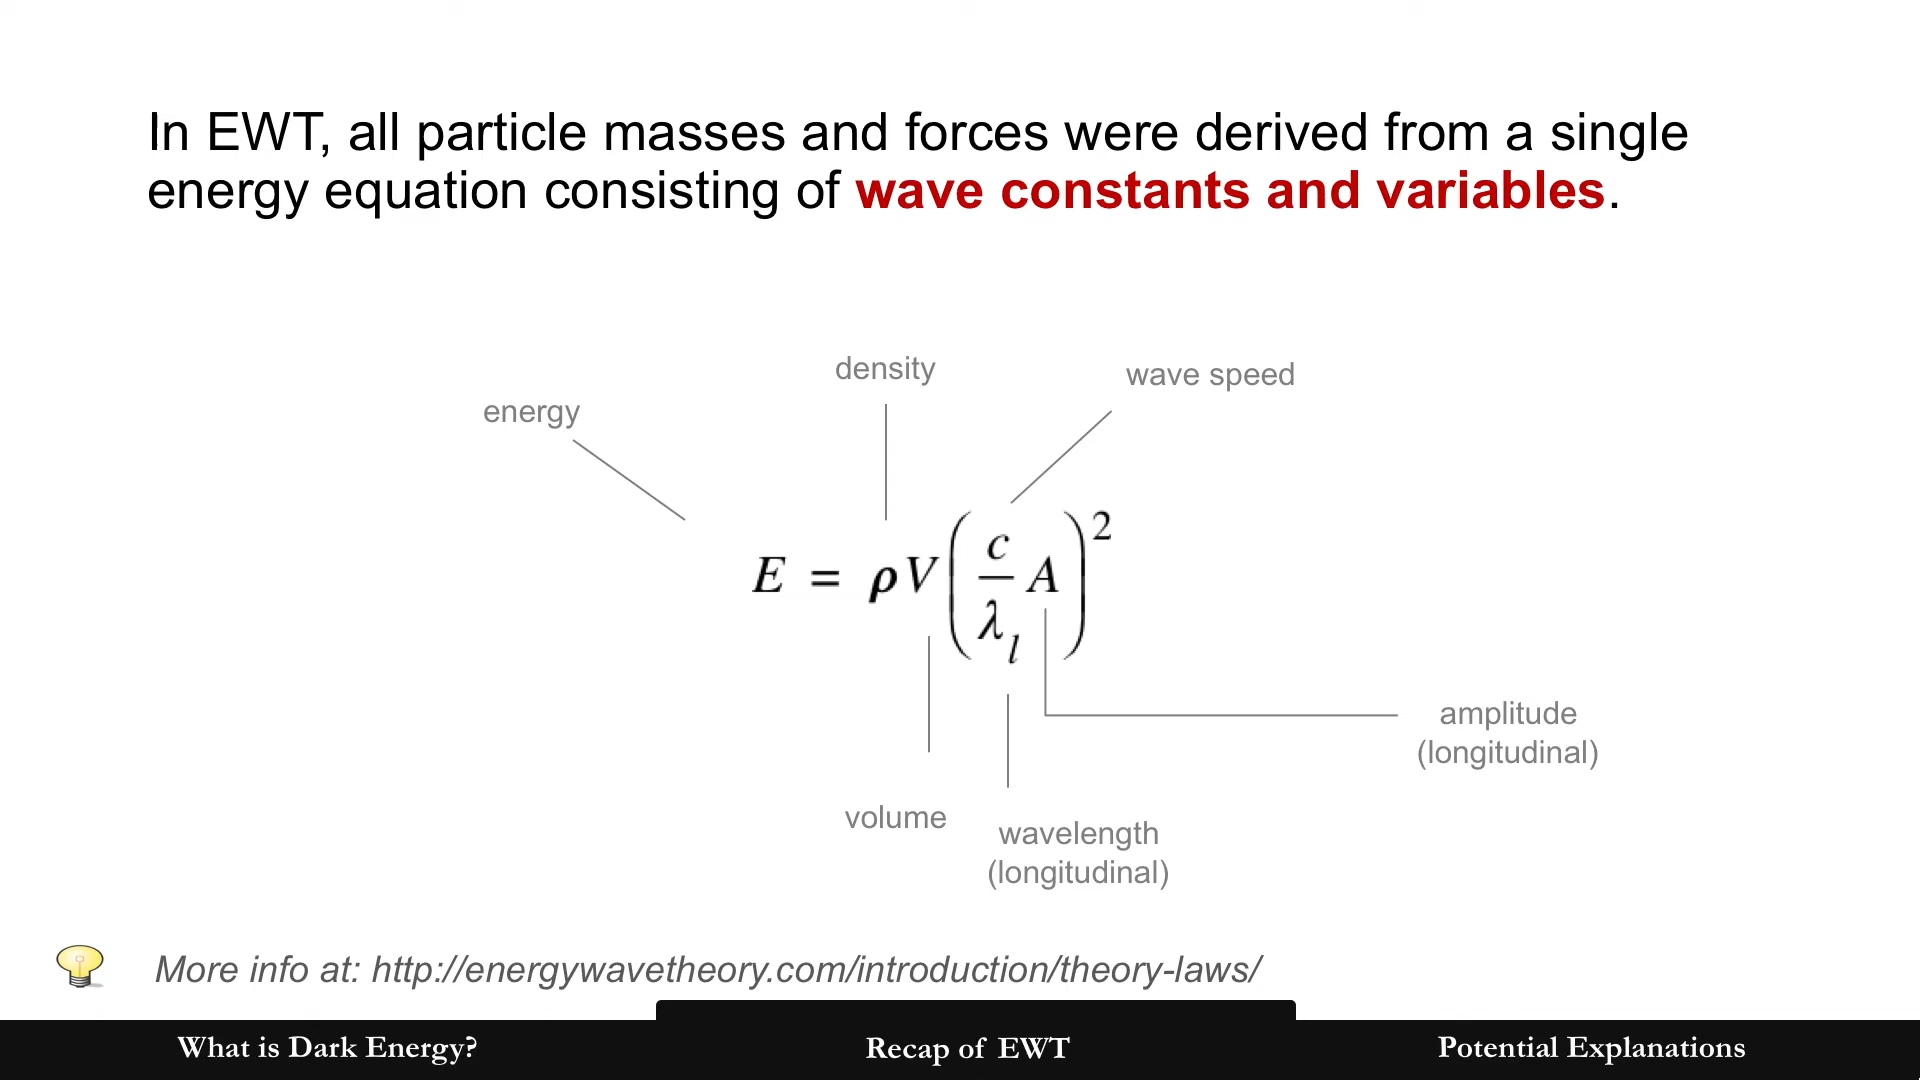 In EWT, all particle masses and forces were derived from a single
energy equation consisting of wave constants and variables.
density
wave speed
energy
E = ρV(c/λ_l A)²
amplitude
(longitudinal)
volume
wavelength
(longitudinal)
More info at: http://energywavetheory.com/introduction/theory-laws/
What is Dark Energy?
Recap of EWT
Potential Explanations